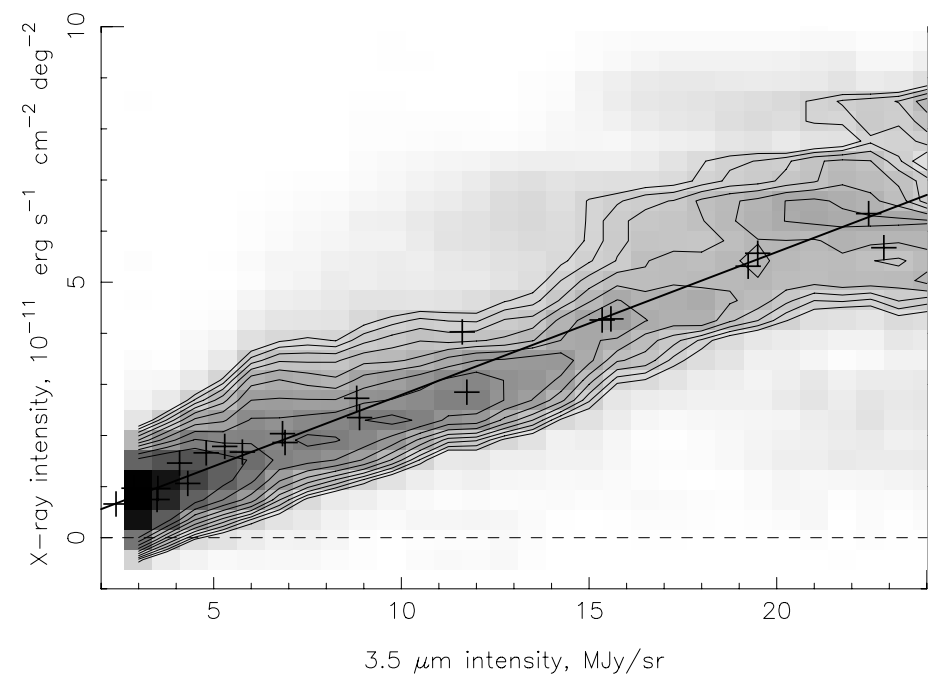 X-ray intensity, 10⁻¹¹ erg s⁻¹ cm⁻² deg⁻²
10
5
0
5 10 15 20
3.5 μm intensity, MJy/sr